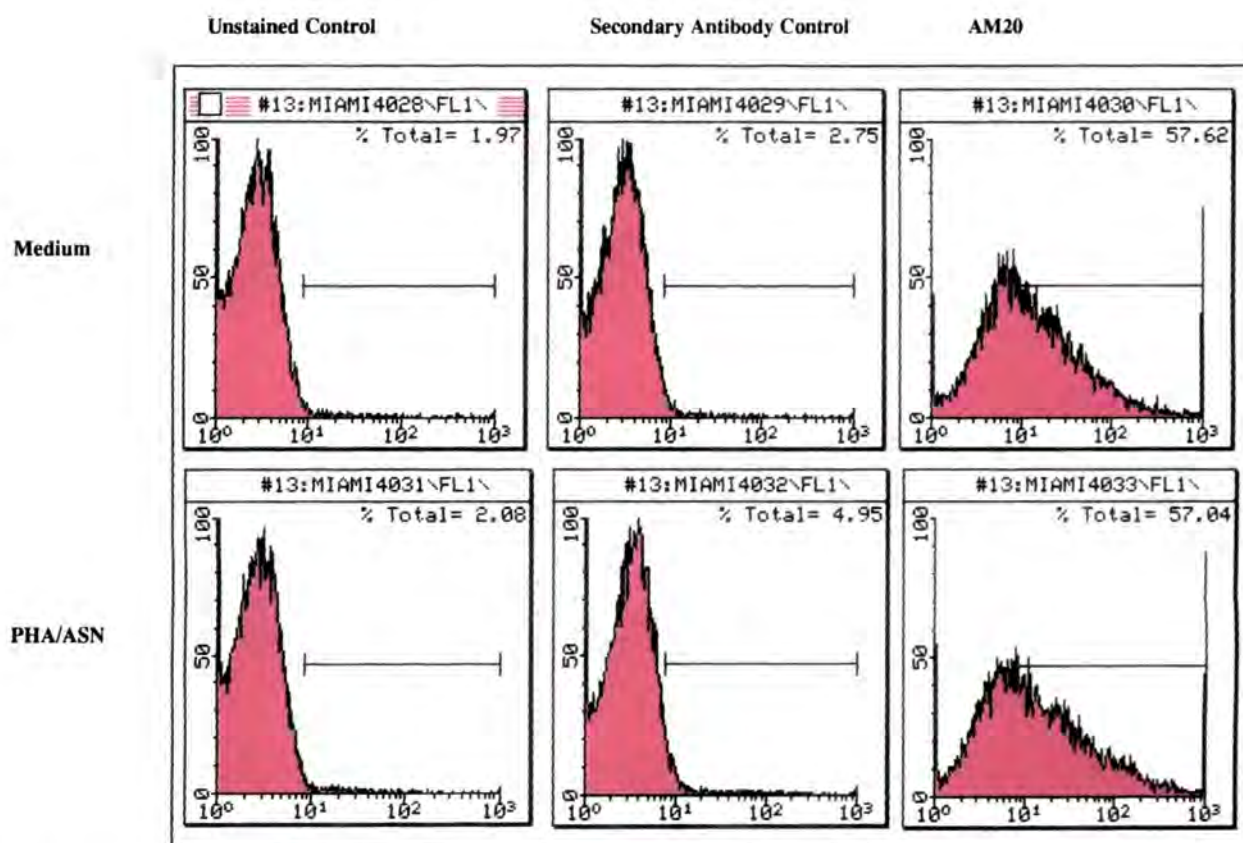 Unstained Control Secondary Antibody Control AM20
#13:MIAMI4028\FL1\ #13:MIAMI4029\FL1\ #13:MIAMI4030\FL1\
% Total= 1.97 % Total= 2.75 % Total= 57.62
100 100 100
Medium
50 50 50
0 0 0
10⁰ 10¹ 10² 10³ 10⁰ 10¹ 10² 10³ 10⁰ 10¹ 10² 10³
#13:MIAMI4031\FL1\ #13:MIAMI4032\FL1\ #13:MIAMI4033\FL1\
% Total= 2.08 % Total= 4.95 % Total= 57.04
100 100 100
PHA/ASN
50 50 50
0 0 0
10⁰ 10¹ 10² 10³ 10⁰ 10¹ 10² 10³ 10⁰ 10¹ 10² 10³